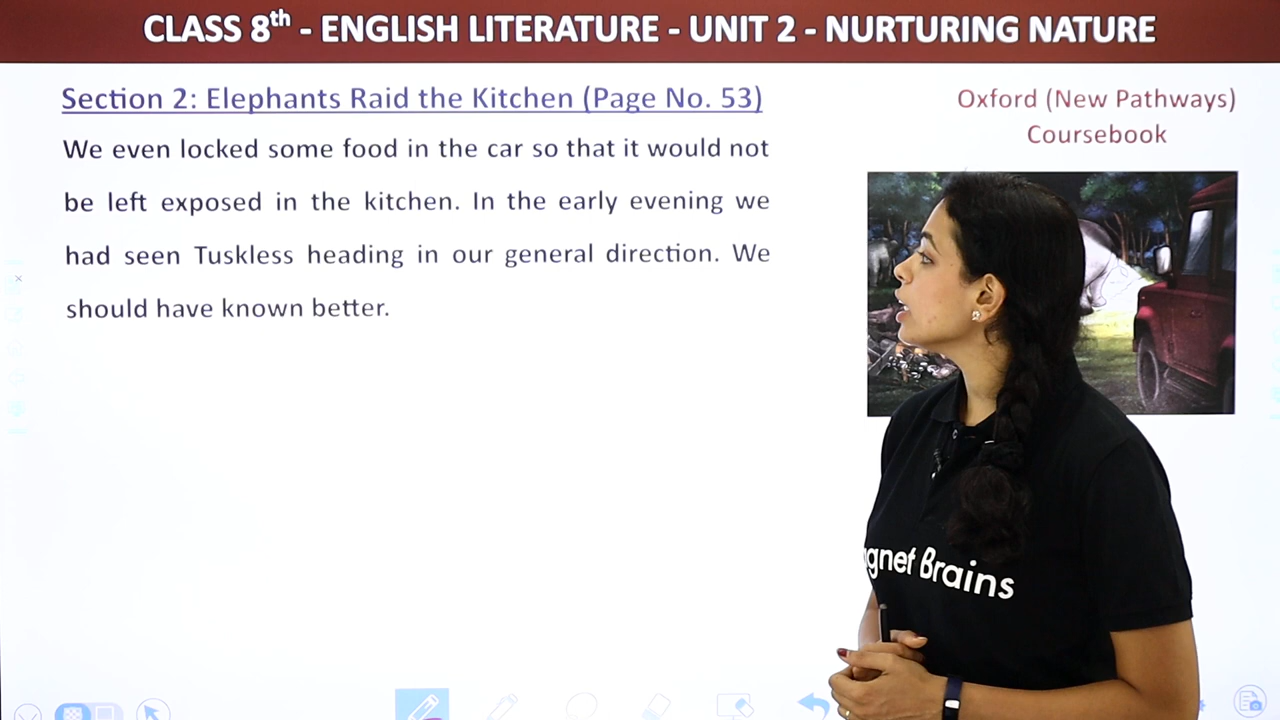 CLASS 8th - ENGLISH LITERATURE - UNIT 2 - NURTURING NATURE
Section 2: Elephants Raid the Kitchen (Page No. 53)
Oxford (New Pathways)
Coursebook
We even locked some food in the car so that it would not
be left exposed in the kitchen. In the early evening we
had seen Tuskless heading in our general direction. We
should have known better.
gnet Brains